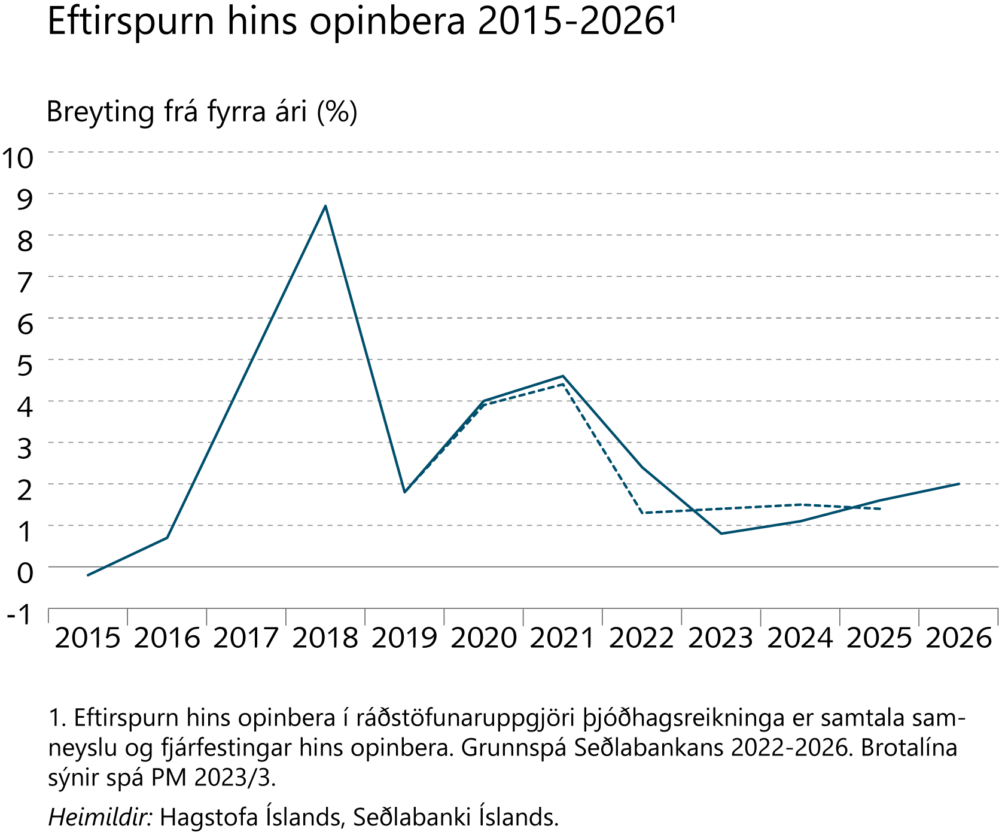 Eftirspurn hins opinbera 2015-2026¹
Breyting frá fyrra ári (%)
10
9
8
7
6
5
4
3
2
1
0
-1
2015 2016 2017 2018 2019 2020 2021 2022 2023 2024 2025 2026
1. Eftirspurn hins opinbera í ráðstöfunaruppgjöri þjóðhagsreikninga er samtala sam-
neyslu og fjárfestingar hins opinbera. Grunnspá Seðlabankans 2022-2026. Brotalína
sýnir spá PM 2023/3.
Heimildir: Hagstofa Íslands, Seðlabanki Íslands.